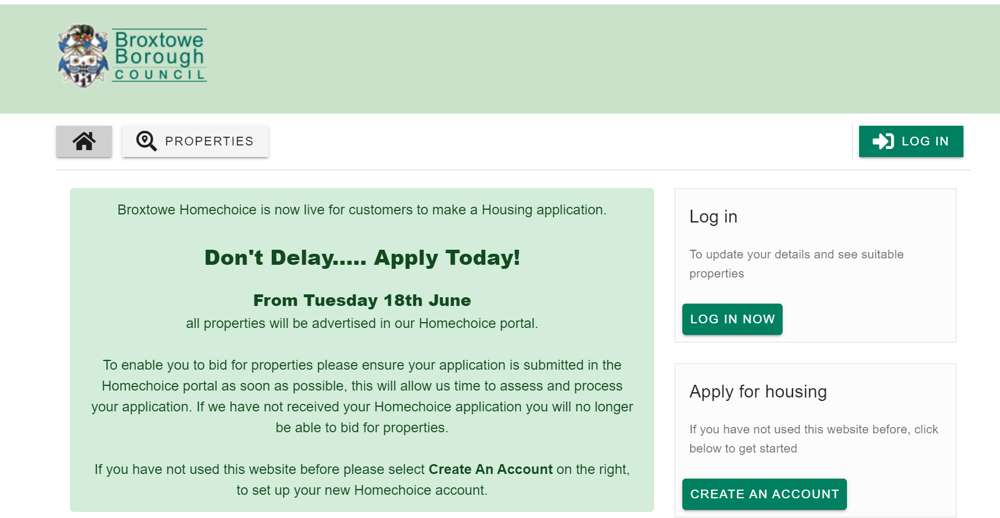 Broxtowe
Borough
COUNCIL
PROPERTIES
LOG IN
Broxtowe Homechoice is now live for customers to make a Housing application.
Don't Delay..... Apply Today!
From Tuesday 18th June
all properties will be advertised in our Homechoice portal.
To enable you to bid for properties please ensure your application is submitted in the
Homechoice portal as soon as possible, this will allow us time to assess and process
your application. If we have not received your Homechoice application you will no longer
be able to bid for properties.
If you have not used this website before please select Create An Account on the right,
to set up your new Homechoice account.
Log in
To update your details and see suitable
properties
LOG IN NOW
Apply for housing
If you have not used this website before, click
below to get started
CREATE AN ACCOUNT